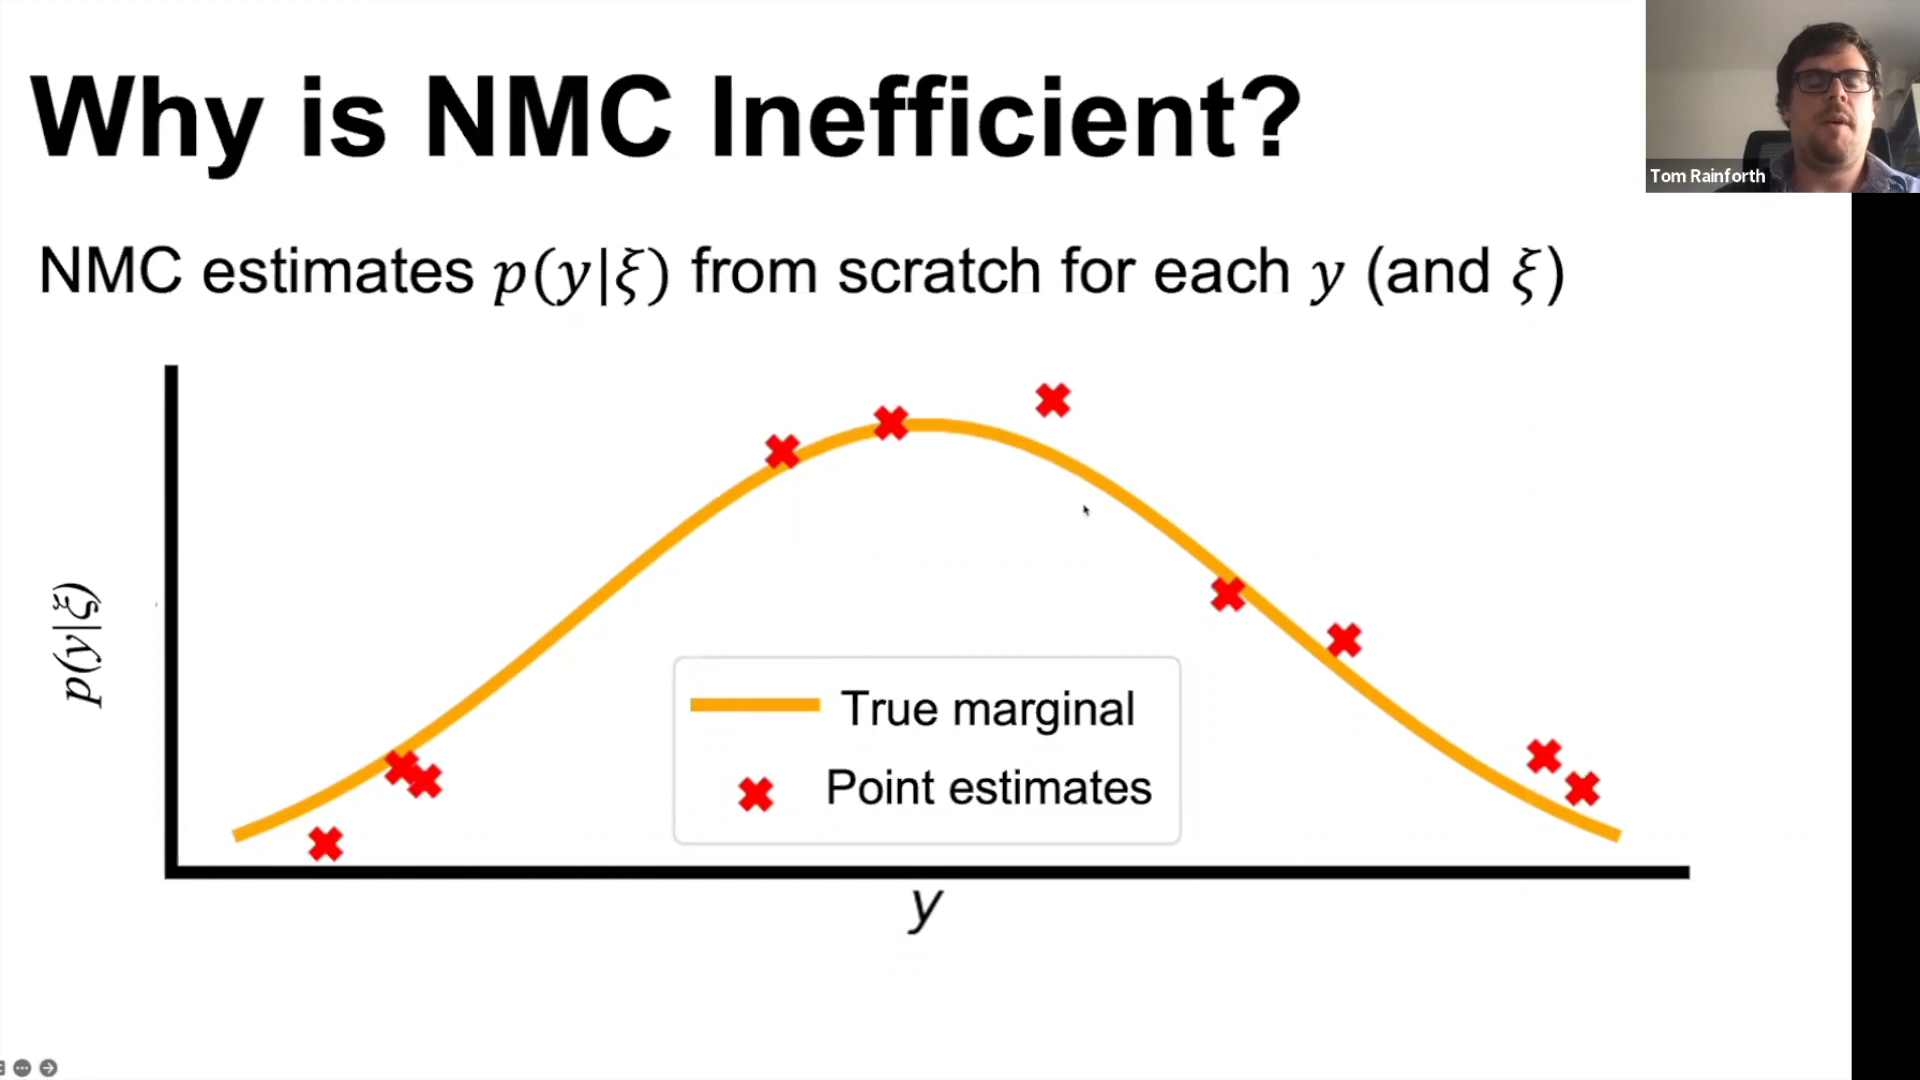 Why is NMC Inefficient?
Tom Rainforth
NMC estimates p(y|ξ) from scratch for each y (and ξ)
p(y|ξ)
True marginal
Point estimates
y